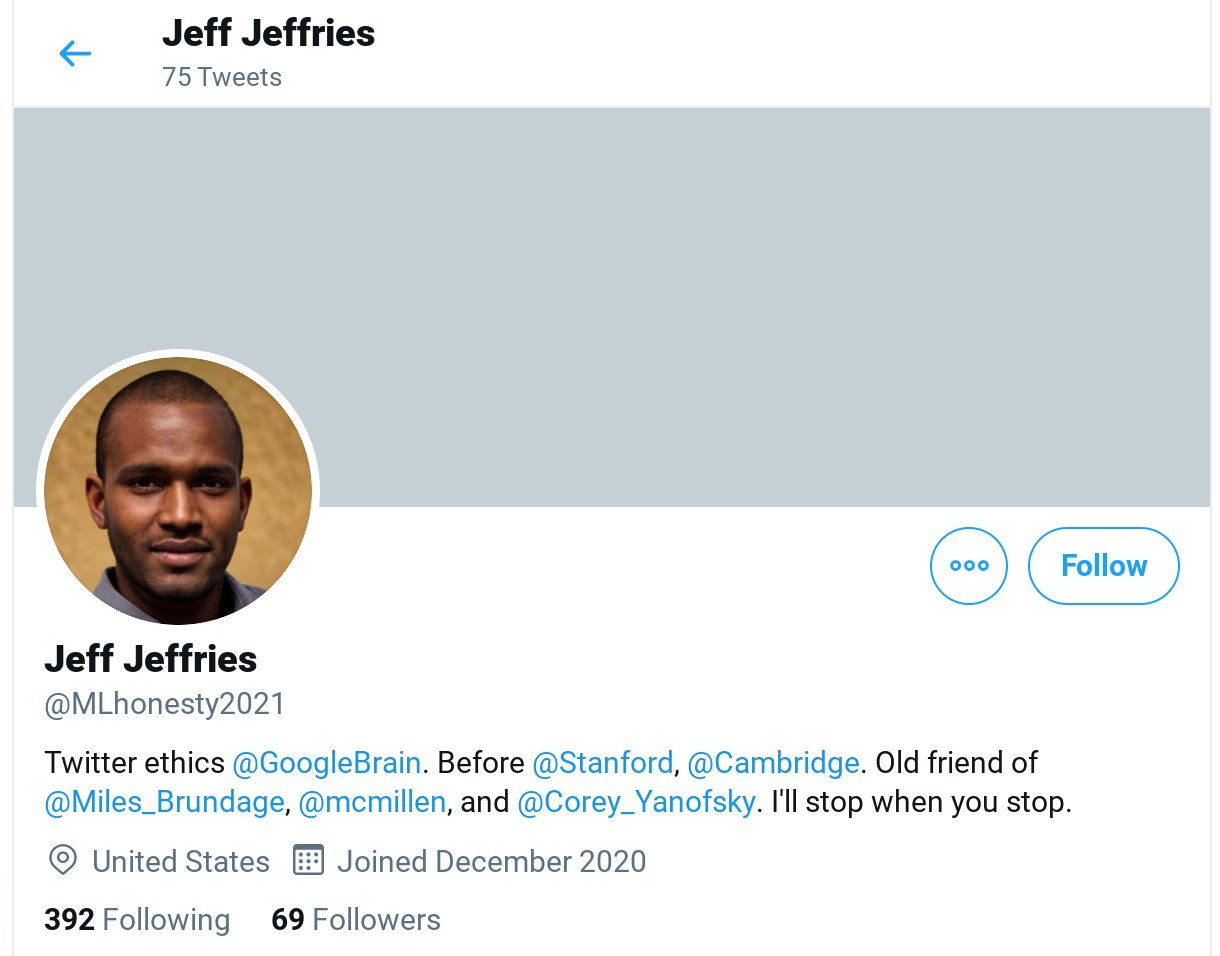 Jeff Jeffries
75 Tweets
Follow
Jeff Jeffries
@MLhonesty2021
Twitter ethics @GoogleBrain. Before @Stanford, @Cambridge. Old friend of
@Miles_Brundage, @mcmillen, and @Corey_Yanofsky. I'll stop when you stop.
United States Joined December 2020
392 Following 69 Followers